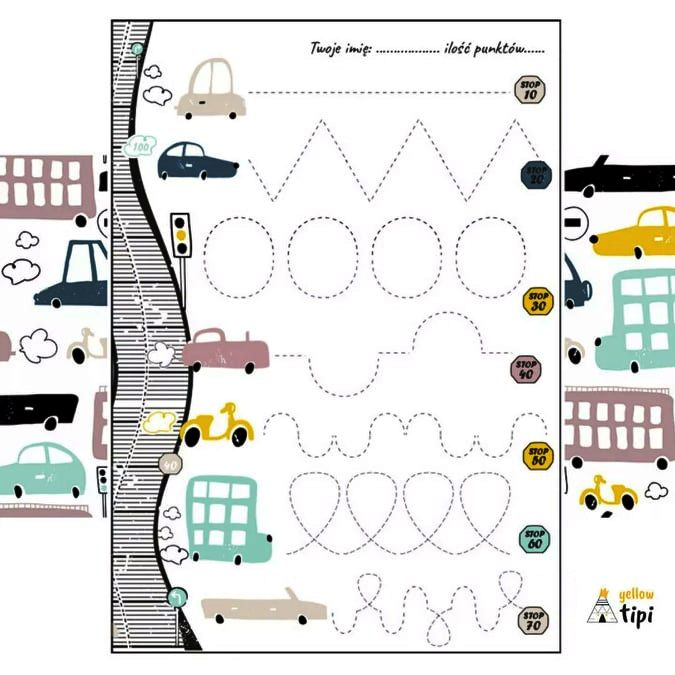 Twoje imię: .................... ilość punktów......
STOP
10
100
STOP
20
STOP
30
STOP
40
STOP
50
40
STOP
60
STOP
70
yellow
tipi